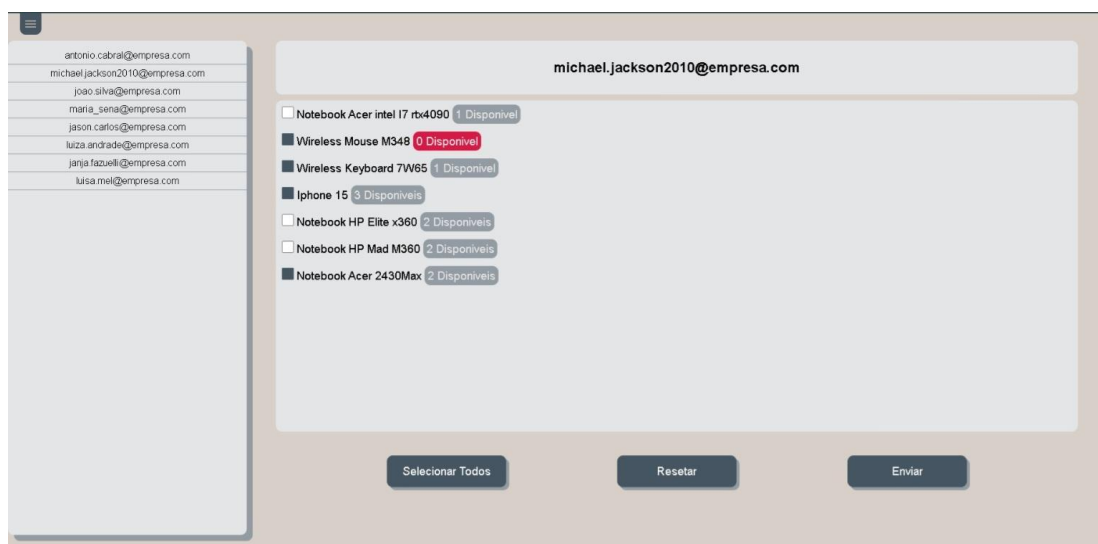 antonio.cabral@empresa.com
michael.jackson2010@empresa.com
joao.silva@empresa.com
maria_sena@empresa.com
jason.carlos@empresa.com
luiza.andrade@empresa.com
janja.fazuelli@empresa.com
luisa.mel@empresa.com
michael.jackson2010@empresa.com
Notebook Acer intel I7 rtx4090 1 Disponivel
Wireless Mouse M348 0 Disponivel
Wireless Keyboard 7W65 1 Disponivel
Iphone 15 3 Disponiveis
Notebook HP Elite x360 2 Disponiveis
Notebook HP Mad M360 2 Disponiveis
Notebook Acer 2430Max 2 Disponiveis
Selecionar Todos
Resetar
Enviar